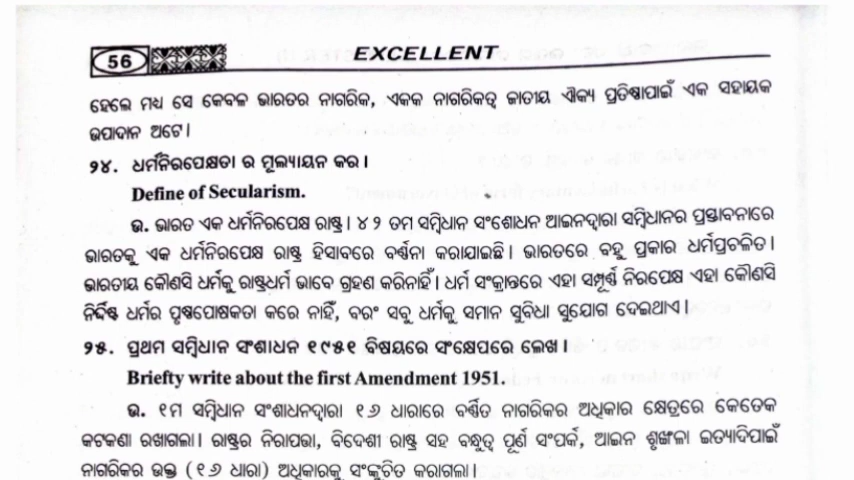 56
EXCELLENT
ହେଲେ ମଧ୍ୟ ସେ କେବଳ ଭାରତର ନାଗରିକ, ଏକକ ନାଗରିକତ୍ୱ ଜାତୀୟ ଐକ୍ୟ ପ୍ରତିଷ୍ଠାପାଇଁ ଏକ ସହାୟକ
ଉପାଦାନ ଅଟେ।
୨୪. ଧର୍ମନିରପେକ୍ଷତା ର ମୂଲ୍ୟାୟନ କର।
Define of Secularism.
ଉ. ଭାରତ ଏକ ଧର୍ମନିରପେକ୍ଷ ରାଷ୍ଟ୍ର। ୪୨ ତମ ସମ୍ବିଧାନ ସଂଶୋଧନ ଆଇନଦ୍ୱାରା ସମ୍ବିଧାନର ପ୍ରସ୍ତାବନାରେ
ଭାରତକୁ ଏକ ଧର୍ମନିରପେକ୍ଷ ରାଷ୍ଟ୍ର ହିସାବରେ ବର୍ଣ୍ଣନା କରାଯାଇଛି। ଭାରତରେ ବହୁ ପ୍ରକାର ଧର୍ମପ୍ରଚଳିତ।
ଭାରତୀୟ କୌଣସି ଧର୍ମକୁ ରାଷ୍ଟ୍ରଧର୍ମ ଭାବେ ଗ୍ରହଣ କରିନାହିଁ। ଧର୍ମ ସଂକ୍ରାନ୍ତରେ ଏହା ସମ୍ପୂର୍ଣ୍ଣ ନିରପେକ୍ଷ ଏହା କୌଣସି
ନିର୍ଦ୍ଦିଷ୍ଟ ଧର୍ମର ପୃଷ୍ଠପୋଷକତା କରେ ନାହିଁ, ବରଂ ସବୁ ଧର୍ମକୁ ସମାନ ସୁବିଧା ସୁଯୋଗ ଦେଇଥାଏ।
୨୫. ପ୍ରଥମ ସମ୍ବିଧାନ ସଂଶାଧନ ୧୯୫୧ ବିଷୟରେ ସଂକ୍ଷେପରେ ଲେଖ।
Briefty write about the first Amendment 1951.
ଉ. ୧ମ ସମ୍ବିଧାନ ସଂଶାଧନଦ୍ୱାରା ୧୬ ଧାରାରେ ବର୍ଣ୍ଣିତ ନାଗରିକର ଅଧିକାର କ୍ଷେତ୍ରରେ କେତେକ
କଟକଣା ରଖାଗଲା। ରାଷ୍ଟ୍ରର ନିରାପତ୍ତା, ବିଦେଶୀ ରାଷ୍ଟ୍ର ସହ ବନ୍ଧୁତ୍ୱ ପୂର୍ଣ୍ଣ ସଂପର୍କ, ଆଇନ ଶୃଙ୍ଖଳା ଇତ୍ୟାଦିପାଇଁ
ନାଗରିକର ଉକ୍ତ (୧୬ ଧାରା) ଅଧିକାରକୁ ସଂଙ୍କୁଚିତ କରାଗଲା।